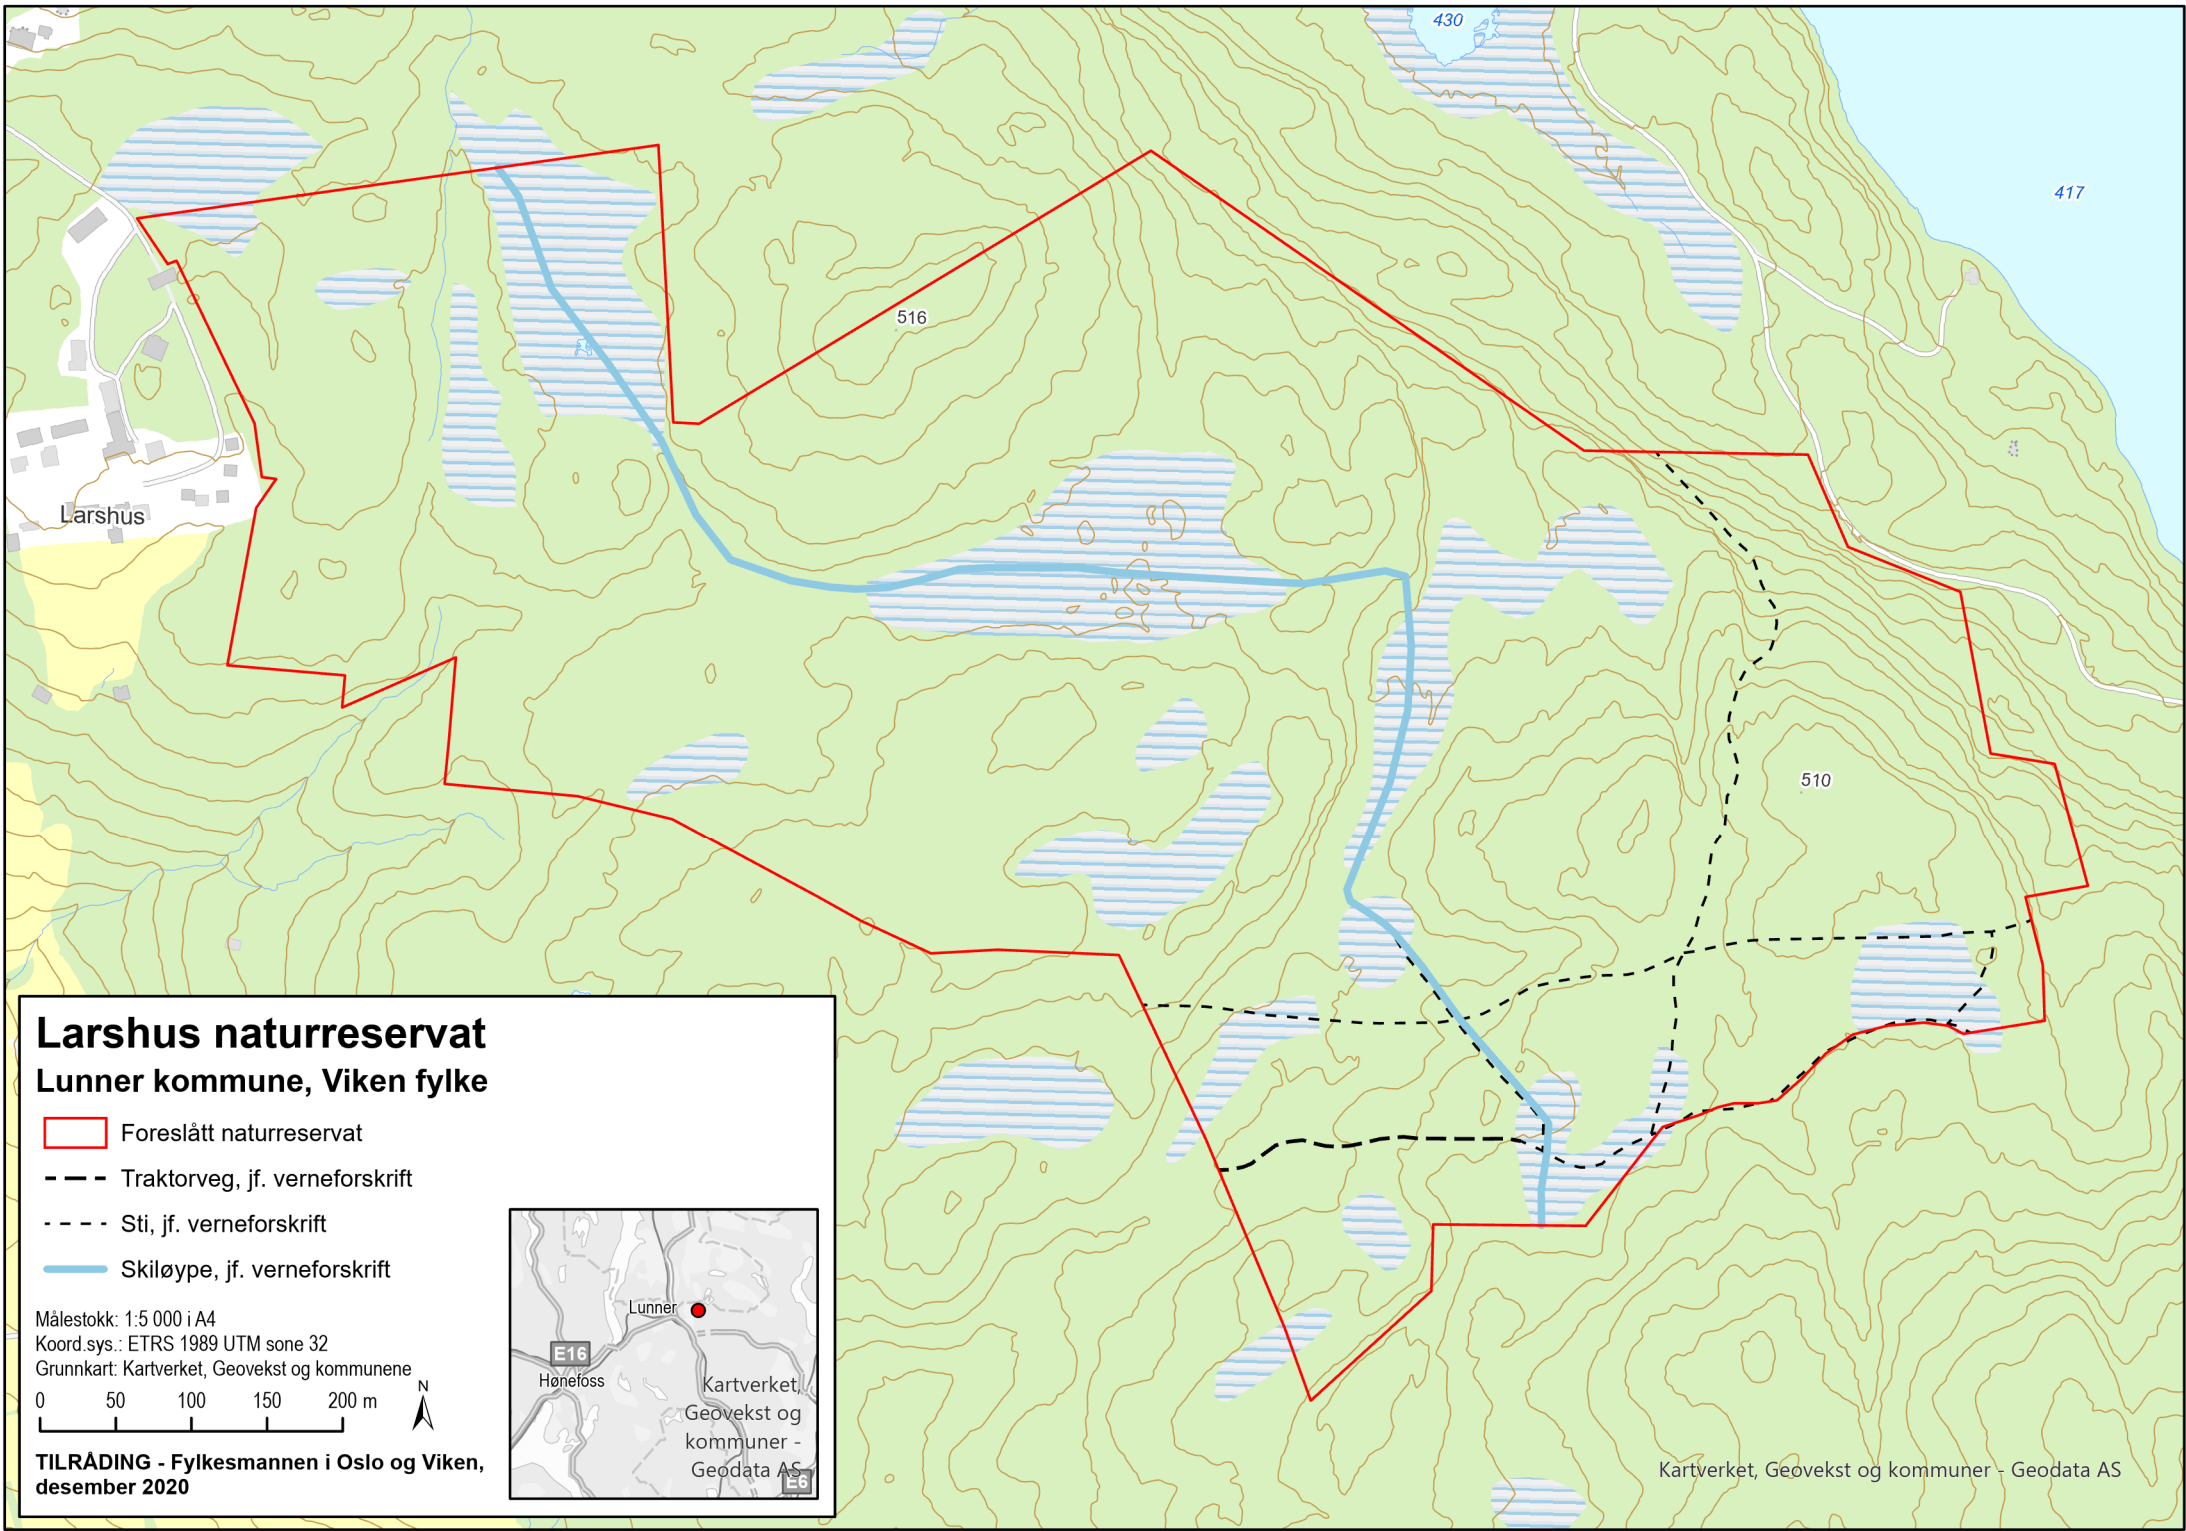 430
417
516
Larshus
510
Larshus naturreservat
Lunner kommune, Viken fylke
Foreslått naturreservat
Traktorveg, jf. verneforskrift
Sti, jf. verneforskrift
Skiløype, jf. verneforskrift
Målestokk: 1:5 000 i A4
Koord.sys.: ETRS 1989 UTM sone 32
Grunnkart: Kartverket, Geovekst og kommunene
0 50 100 150 200 m
N
TILRÅDING - Fylkesmannen i Oslo og Viken,
desember 2020
Lunner
E16
Hønefoss
Kartverket,
Geovekst og
kommuner -
Geodata AS
E6
Kartverket, Geovekst og kommuner - Geodata AS